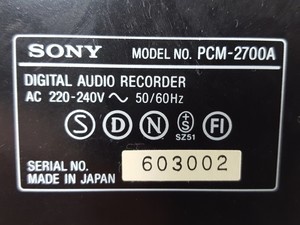 SONY MODEL NO. PCM-2700A
DIGITAL AUDIO RECORDER
AC 220-240V ~ 50/60Hz
S D N S FI
SZ51
SERIAL NO. 603002
MADE IN JAPAN